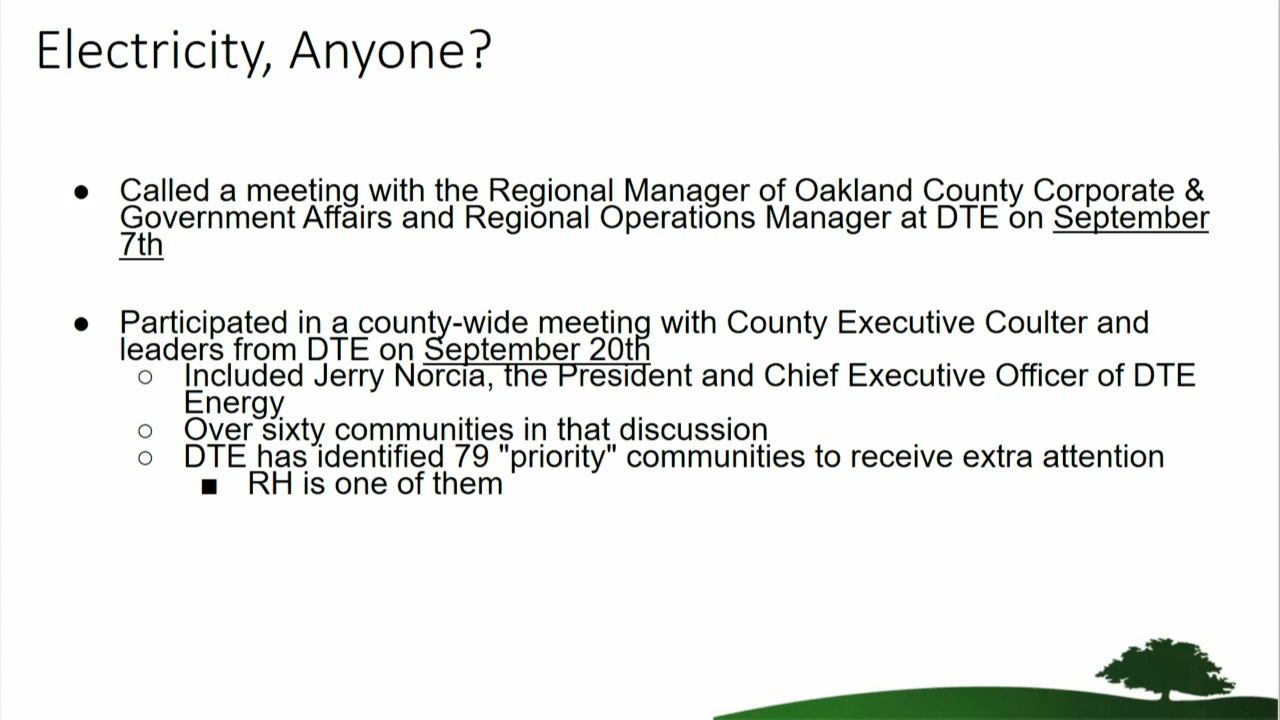 Electricity, Anyone?
● Called a meeting with the Regional Manager of Oakland County Corporate &
Government Affairs and Regional Operations Manager at DTE on September
7th
● Participated in a county-wide meeting with County Executive Coulter and
leaders from DTE on September 20th
○ Included Jerry Norcia, the President and Chief Executive Officer of DTE
Energy
○ Over sixty communities in that discussion
○ DTE has identified 79 "priority" communities to receive extra attention
■ RH is one of them